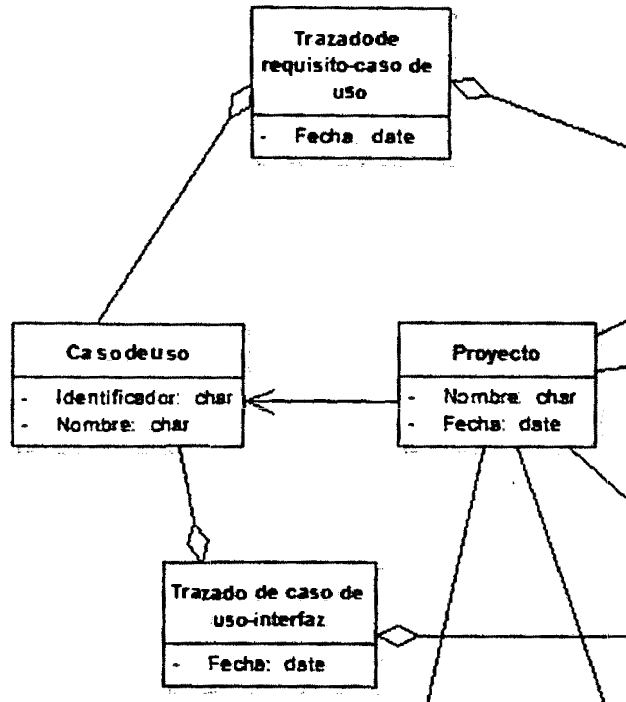 Trazadode
requisito-caso de
uso
- Fecha: date
Casodeuso
- Identificador: char
- Nombre: char
Proyecto
- Nombre: char
- Fecha: date
Trazado de caso de
uso-interfaz
- Fecha: date